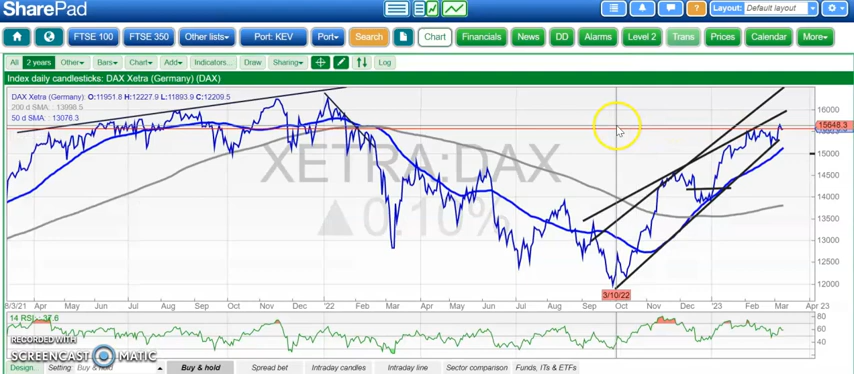 SharePad
Layout: Default layout
FTSE 100 FTSE 350 Other lists Port: KEV Port Search Chart Financials News DD Alarms Level 2 Trans Prices Calendar More
All 2 years Other Bars Chart Add Indicators... Draw Sharing Log
Index daily candlesticks: DAX Xetra (Germany) (DAX)
DAX Xetra (Germany) O:11951.8 H:12227.9 L:11893.9 C:12209.5
200 d SMA: 13998.5
50 d SMA: 13076.3
XETRA:DAX
▲0.10%
16000
15648.3
15000
14500
13500
13000
12500
12000
3/10/22
8/3/21 Apr May Jun Jul Aug Sep Oct Nov Dec '22 Feb Mar Apr May Jun Jul Aug Sep Oct Nov Dec '23 Feb Mar Apr 23
14 RSI: 37.6
80
60
40
RECORDED WITH
SCREENCAST MATIC
Design... Setting: Buy & hold Buy & hold Spread bet Intraday candles Intraday line Sector comparison Funds, ITs & ETFs